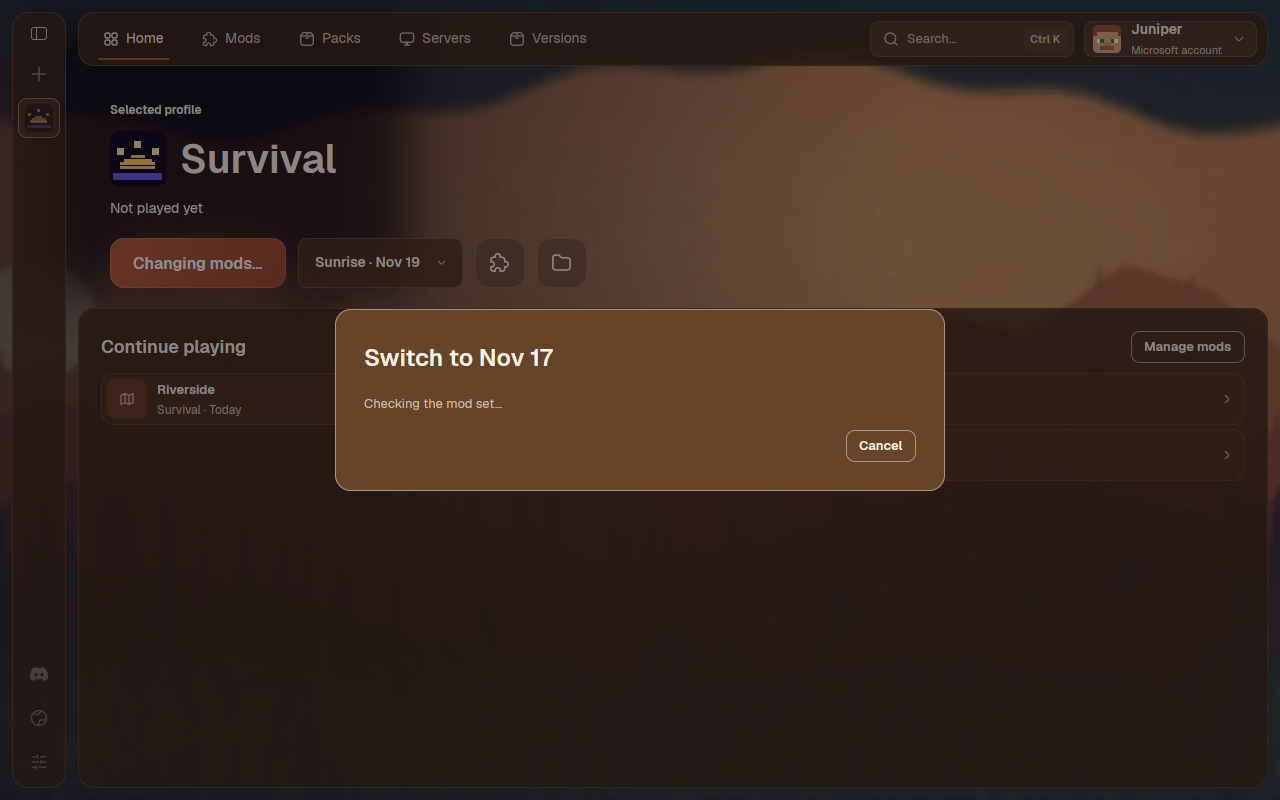 Home
Mods
Packs
Servers
Versions
Search...
Ctrl K
Juniper
Microsoft account
Selected profile
Survival
Not played yet
Changing mods...
Sunrise · Nov 19
Continue playing
Manage mods
Riverside
Survival · Today
Switch to Nov 17
Checking the mod set...
Cancel